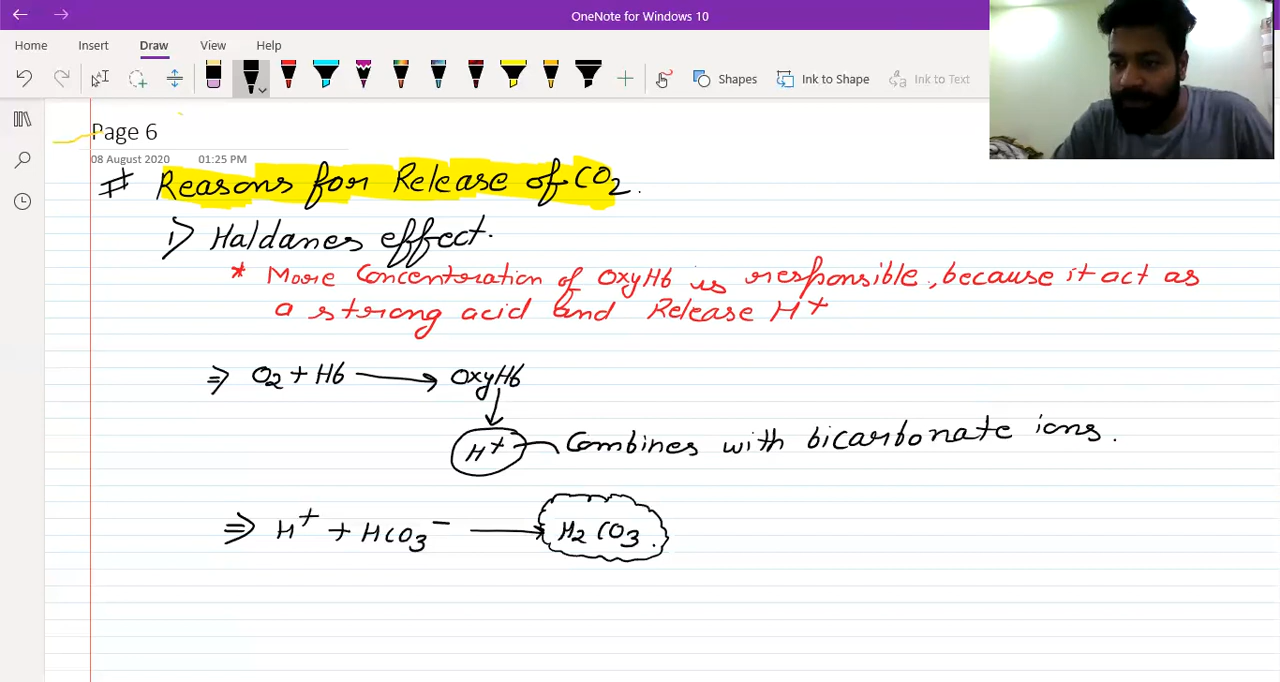 OneNote for Windows 10
Home Insert Draw View Help
Shapes Ink to Shape Ink to Text
Page 6
08 August 2020 01:25 PM
# Reasons for Release of CO2.
1) Haldanes effect.
* More Concentration of OxyHb is responsible, because it act as
a strong acid and Release H+
⇒ O2 + Hb → OxyHb
↓
H+ Combines with bicarbonate ions.
⇒ H+ + HCO3- → H2CO3.